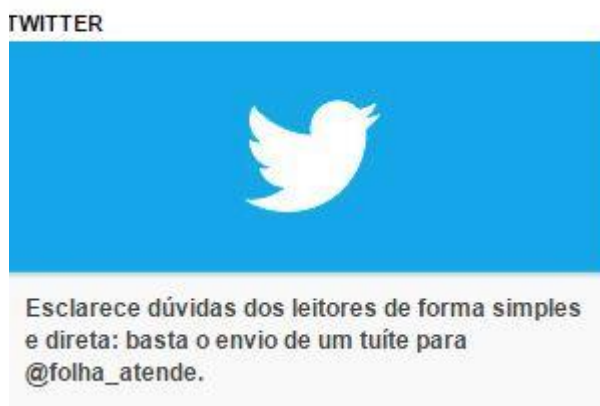 TWITTER
Esclarece dúvidas dos leitores de forma simples
e direta: basta o envio de um tuíte para
@folha_atende.